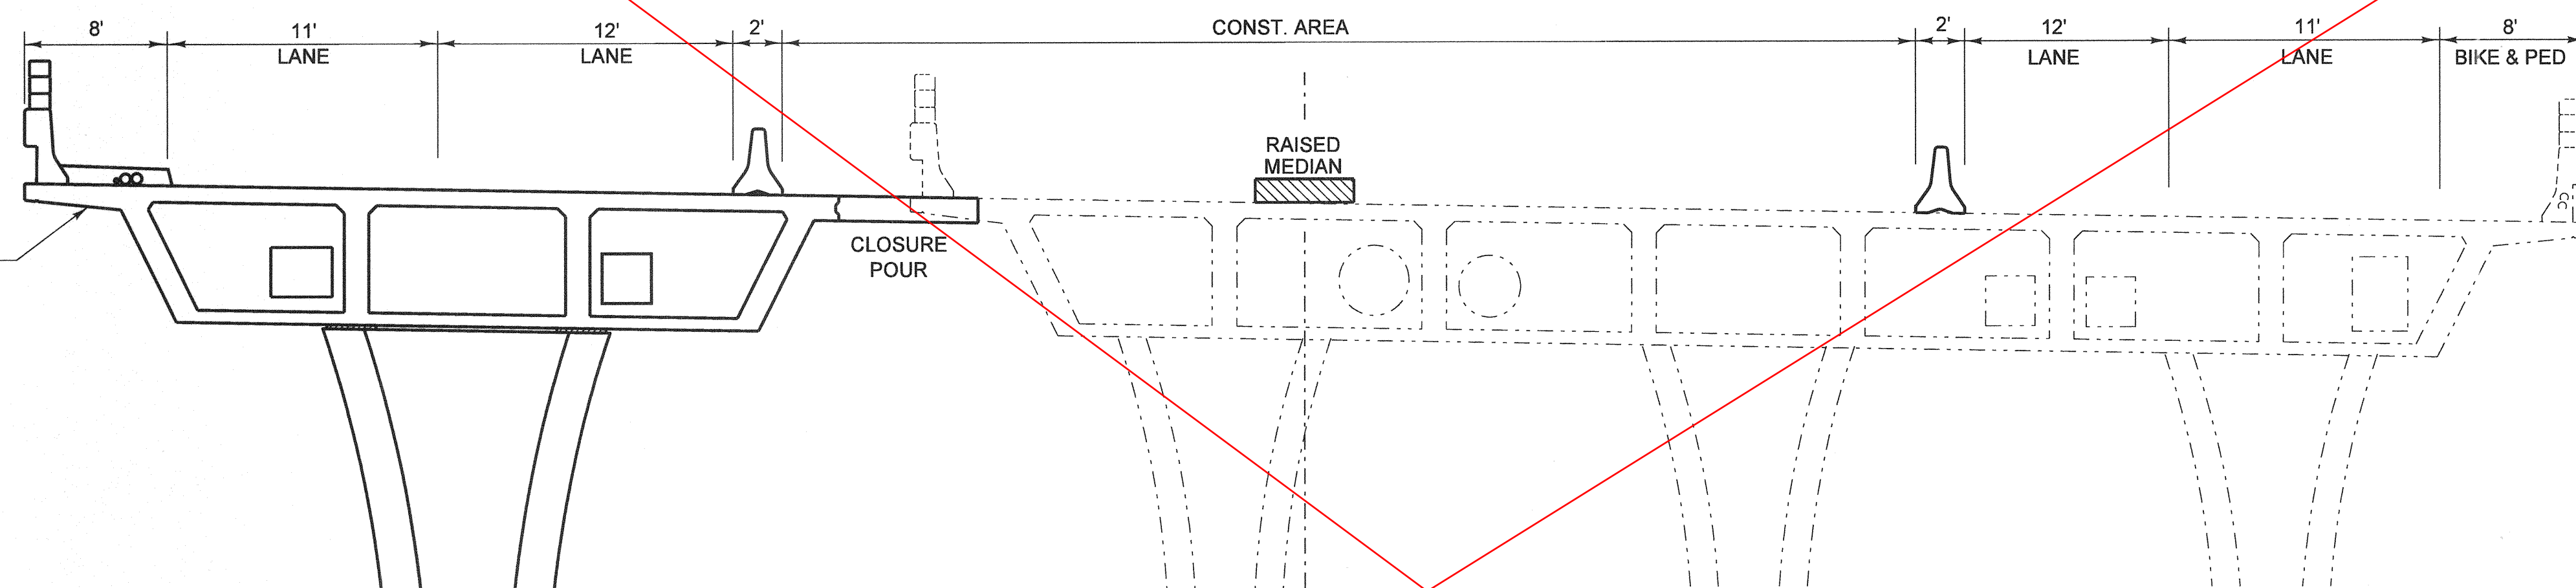 8' 11' 12' 2' CONST. AREA 2' 12' 11' 8'
LANE LANE LANE LANE BIKE & PED
RAISED
MEDIAN
CLOSURE
POUR